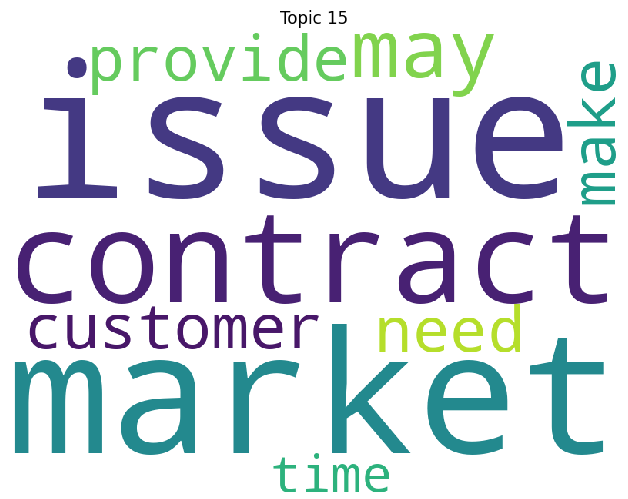 Topic 15
provide may
issue
make
contract
customer need
market
time